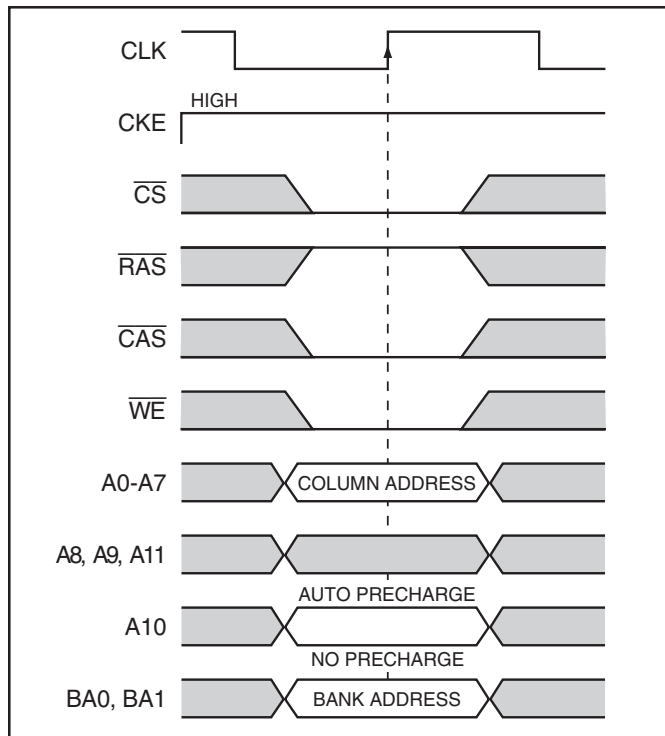 CLK
HIGH
CKE
CS
RAS
CAS
WE
A0-A7 COLUMN ADDRESS
A8, A9, A11
AUTO PRECHARGE
A10
NO PRECHARGE
BA0, BA1 BANK ADDRESS